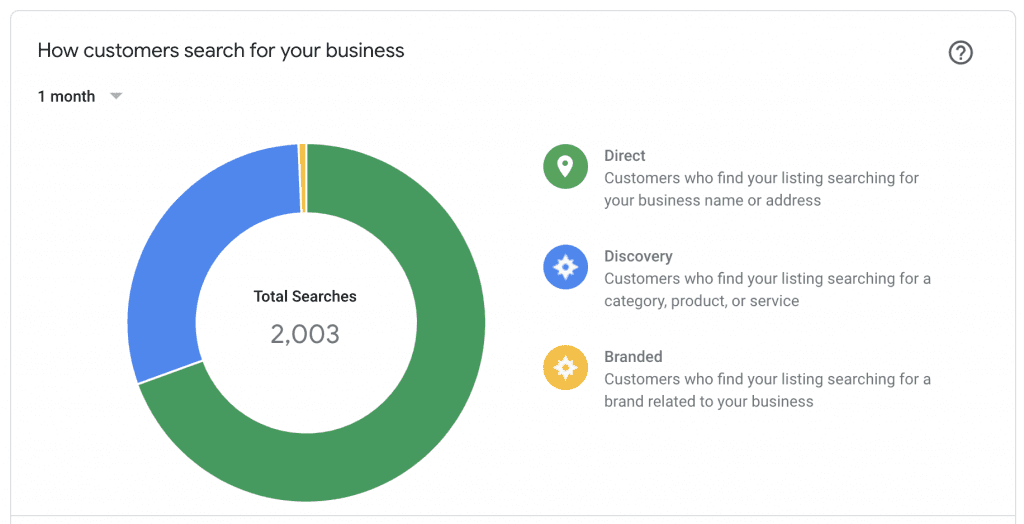 How customers search for your business
1 month
Total Searches
2,003
Direct
Customers who find your listing searching for
your business name or address
Discovery
Customers who find your listing searching for a
category, product, or service
Branded
Customers who find your listing searching for a
brand related to your business